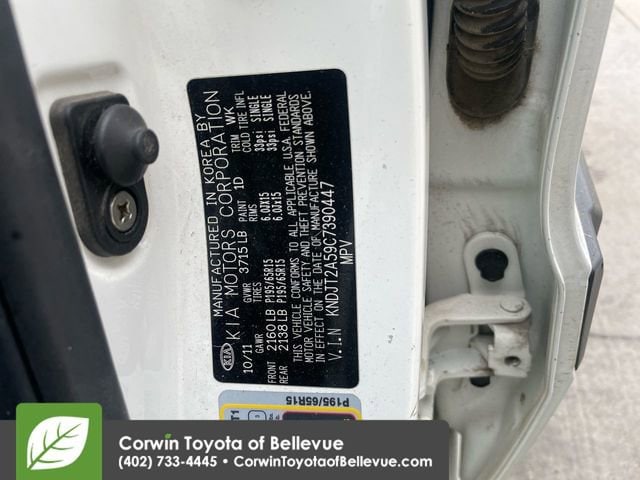 MANUFACTURED IN KOREA BY
KIA KIA MOTORS CORPORATION
10/11 GVWR 3715 LB PAINT 1D TRIM WK
GAWR TIRES RIMS COLD TIRE INFL
FRONT 2160 LB P195/65R15 6.0JX15 33psi SINGLE
REAR 2138 LB P195/65R15 6.0JX15 33psi SINGLE
THIS VEHICLE CONFORMS TO ALL APPLICABLE U.S.A. FEDERAL
MOTOR VEHICLE SAFETY AND THEFT PREVENTION STANDARDS
IN EFFECT ON THE DATE OF MANUFACTURE SHOWN ABOVE.
V.I.N KNDJT2A59C7390447
MPV
P195/65R15
Corwin Toyota of Bellevue
(402) 733-4445 • CorwinToyotaofBellevue.com